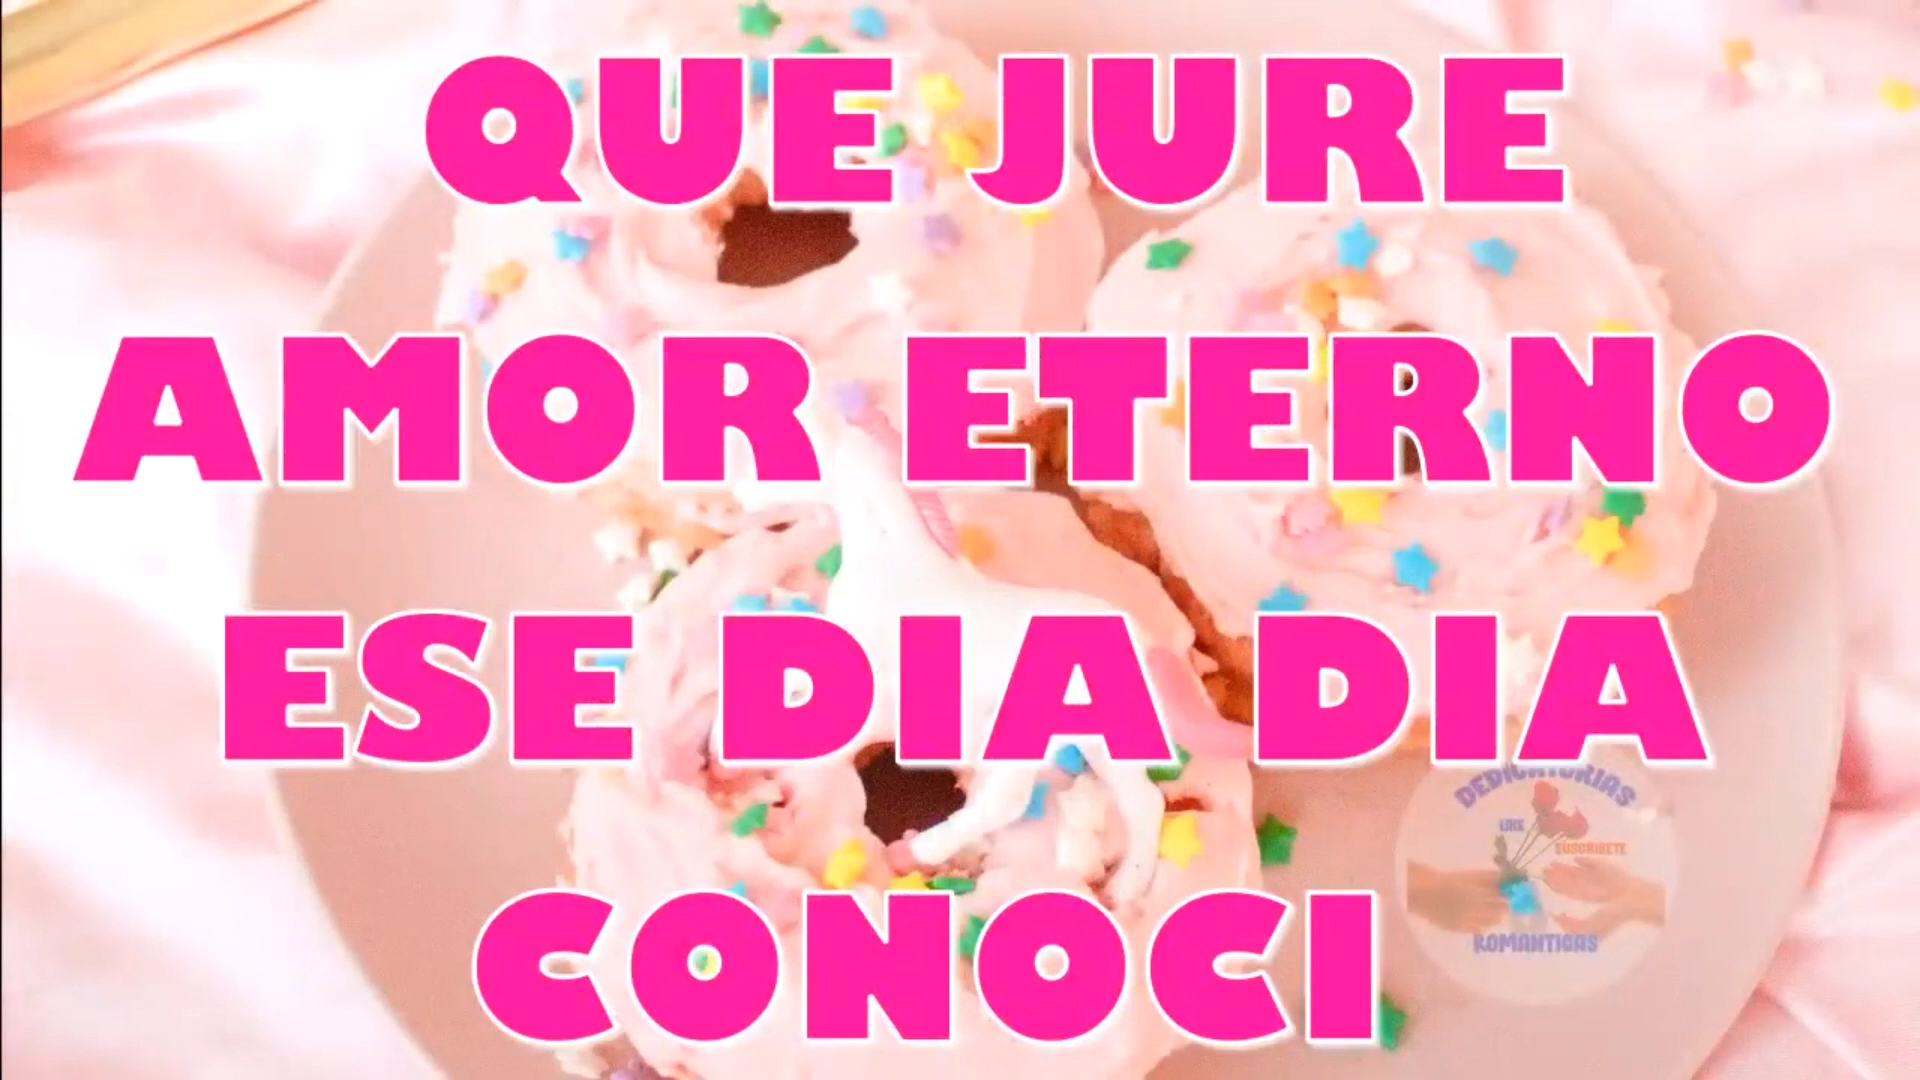 QUE JURE
AMOR ETERNO
ESE DIA DIA
CONOCI
DEDICATORIAS
LIKE
SUSCRIBETE
ROMANTICAS